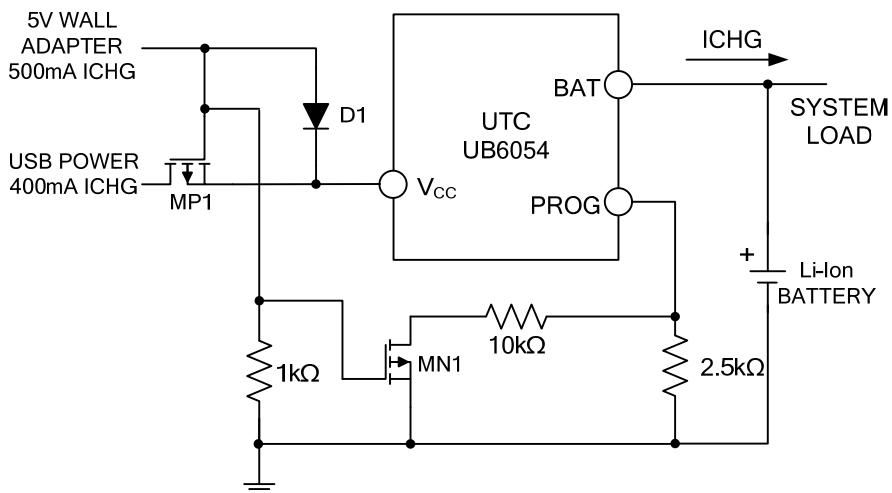 5V WALL
ADAPTER
500mA ICHG
USB POWER
400mA ICHG
MP1
D1
VCC
UTC
UB6054
BAT
PROG
ICHG
SYSTEM
LOAD
+
Li-Ion
BATTERY
1kΩ
MN1
10kΩ
2.5kΩ